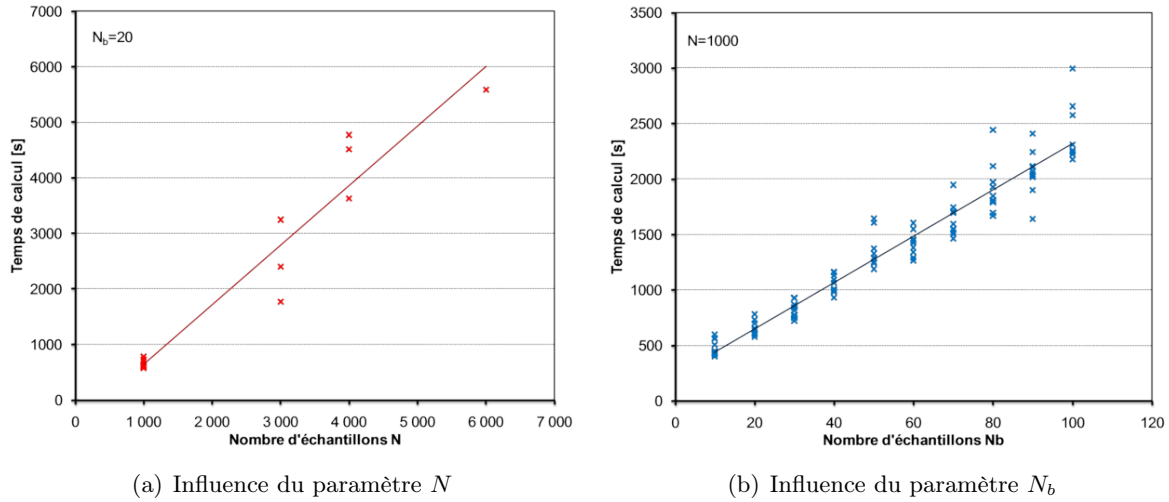 7000
6000
5000
4000
3000
2000
1000
0
N_b=20
Temps de calcul [s]
0 1 000 2 000 3 000 4 000 5 000 6 000 7 000
Nombre d'échantillons N
(a) Influence du paramètre N
3500
3000
2500
2000
1500
1000
500
0
N=1000
Temps de calcul [s]
0 20 40 60 80 100 120
Nombre d'échantillons Nb
(b) Influence du paramètre N_b